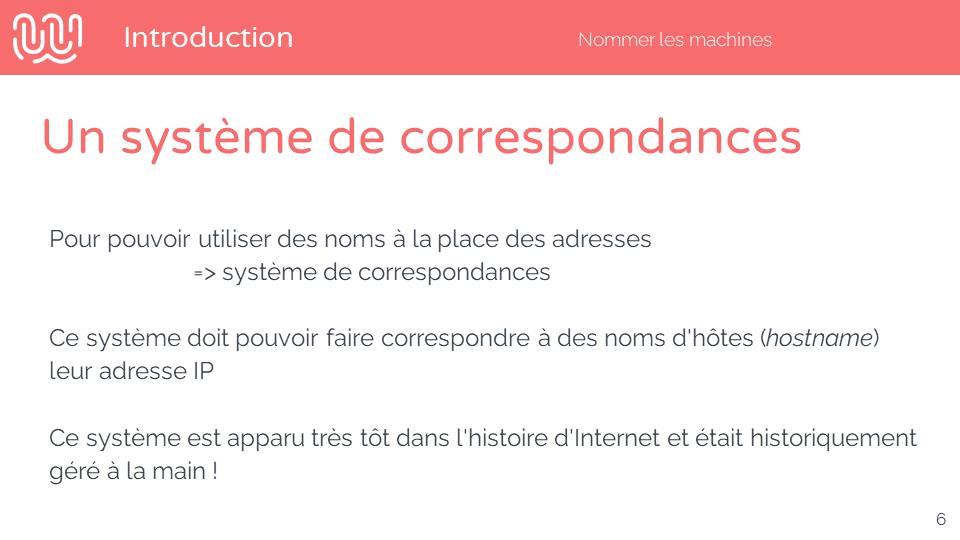 Introduction
Nommer les machines
Un système de correspondances
Pour pouvoir utiliser des noms à la place des adresses
=> système de correspondances
Ce système doit pouvoir faire correspondre à des noms d'hôtes (hostname)
leur adresse IP
Ce système est apparu très tôt dans l'histoire d'Internet et était historiquement
géré à la main !
6